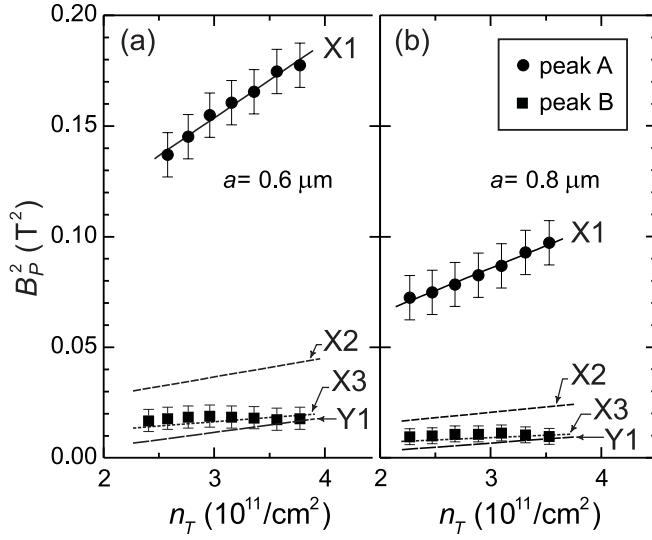 0.20
(a)
X1
(b)
peak A
peak B
0.15
a= 0.6 μm
a= 0.8 μm
B_P^2 (T^2)
0.10
X1
0.05
X2
X3
Y1
X2
X3
Y1
0.00
2 3 4 2 3 4
n_T (10^11/cm^2) n_T (10^11/cm^2)